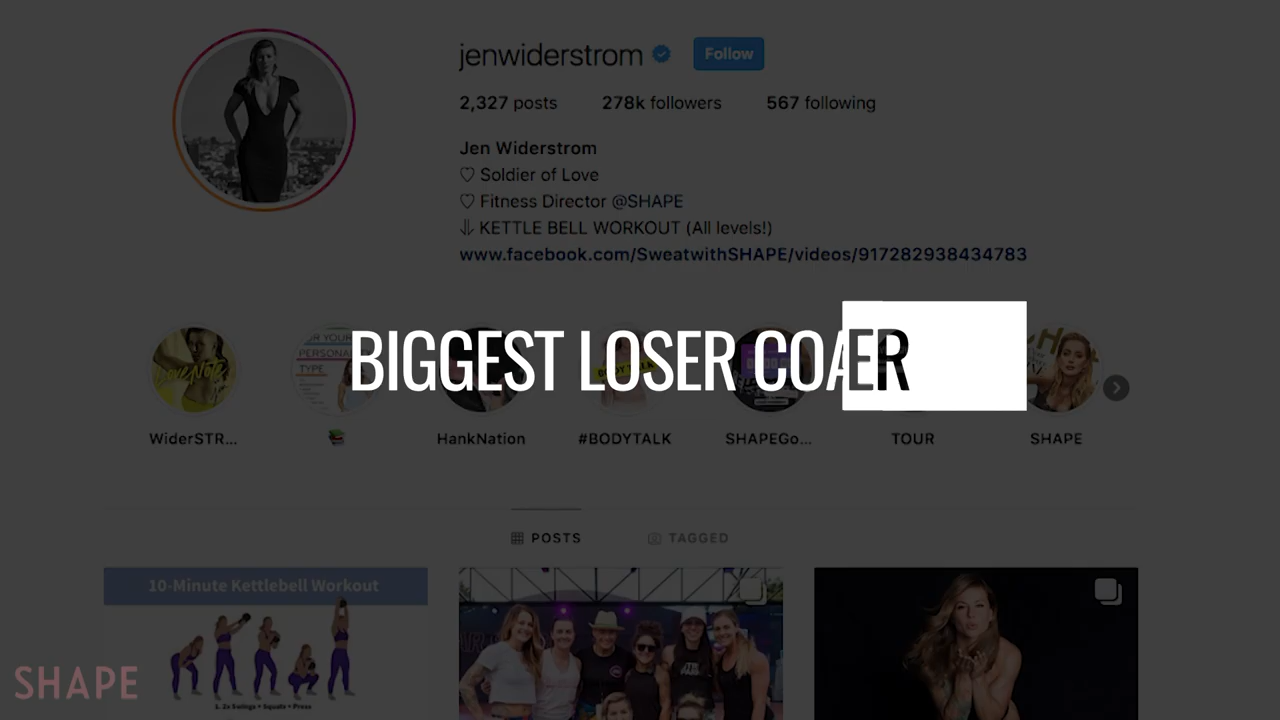 jenwiderstrom Follow
2,327 posts 278k followers 567 following
Jen Widerstrom
♡ Soldier of Love
♡ Fitness Director @SHAPE
⇓ KETTLE BELL WORKOUT (All levels!)
www.facebook.com/SweatwithSHAPE/videos/917282938434783
BIGGEST LOSER COAER
WiderSTR... HankNation #BODYTALK SHAPEGo... TOUR SHAPE
POSTS TAGGED
10-Minute Kettlebell Workout
SHAPE